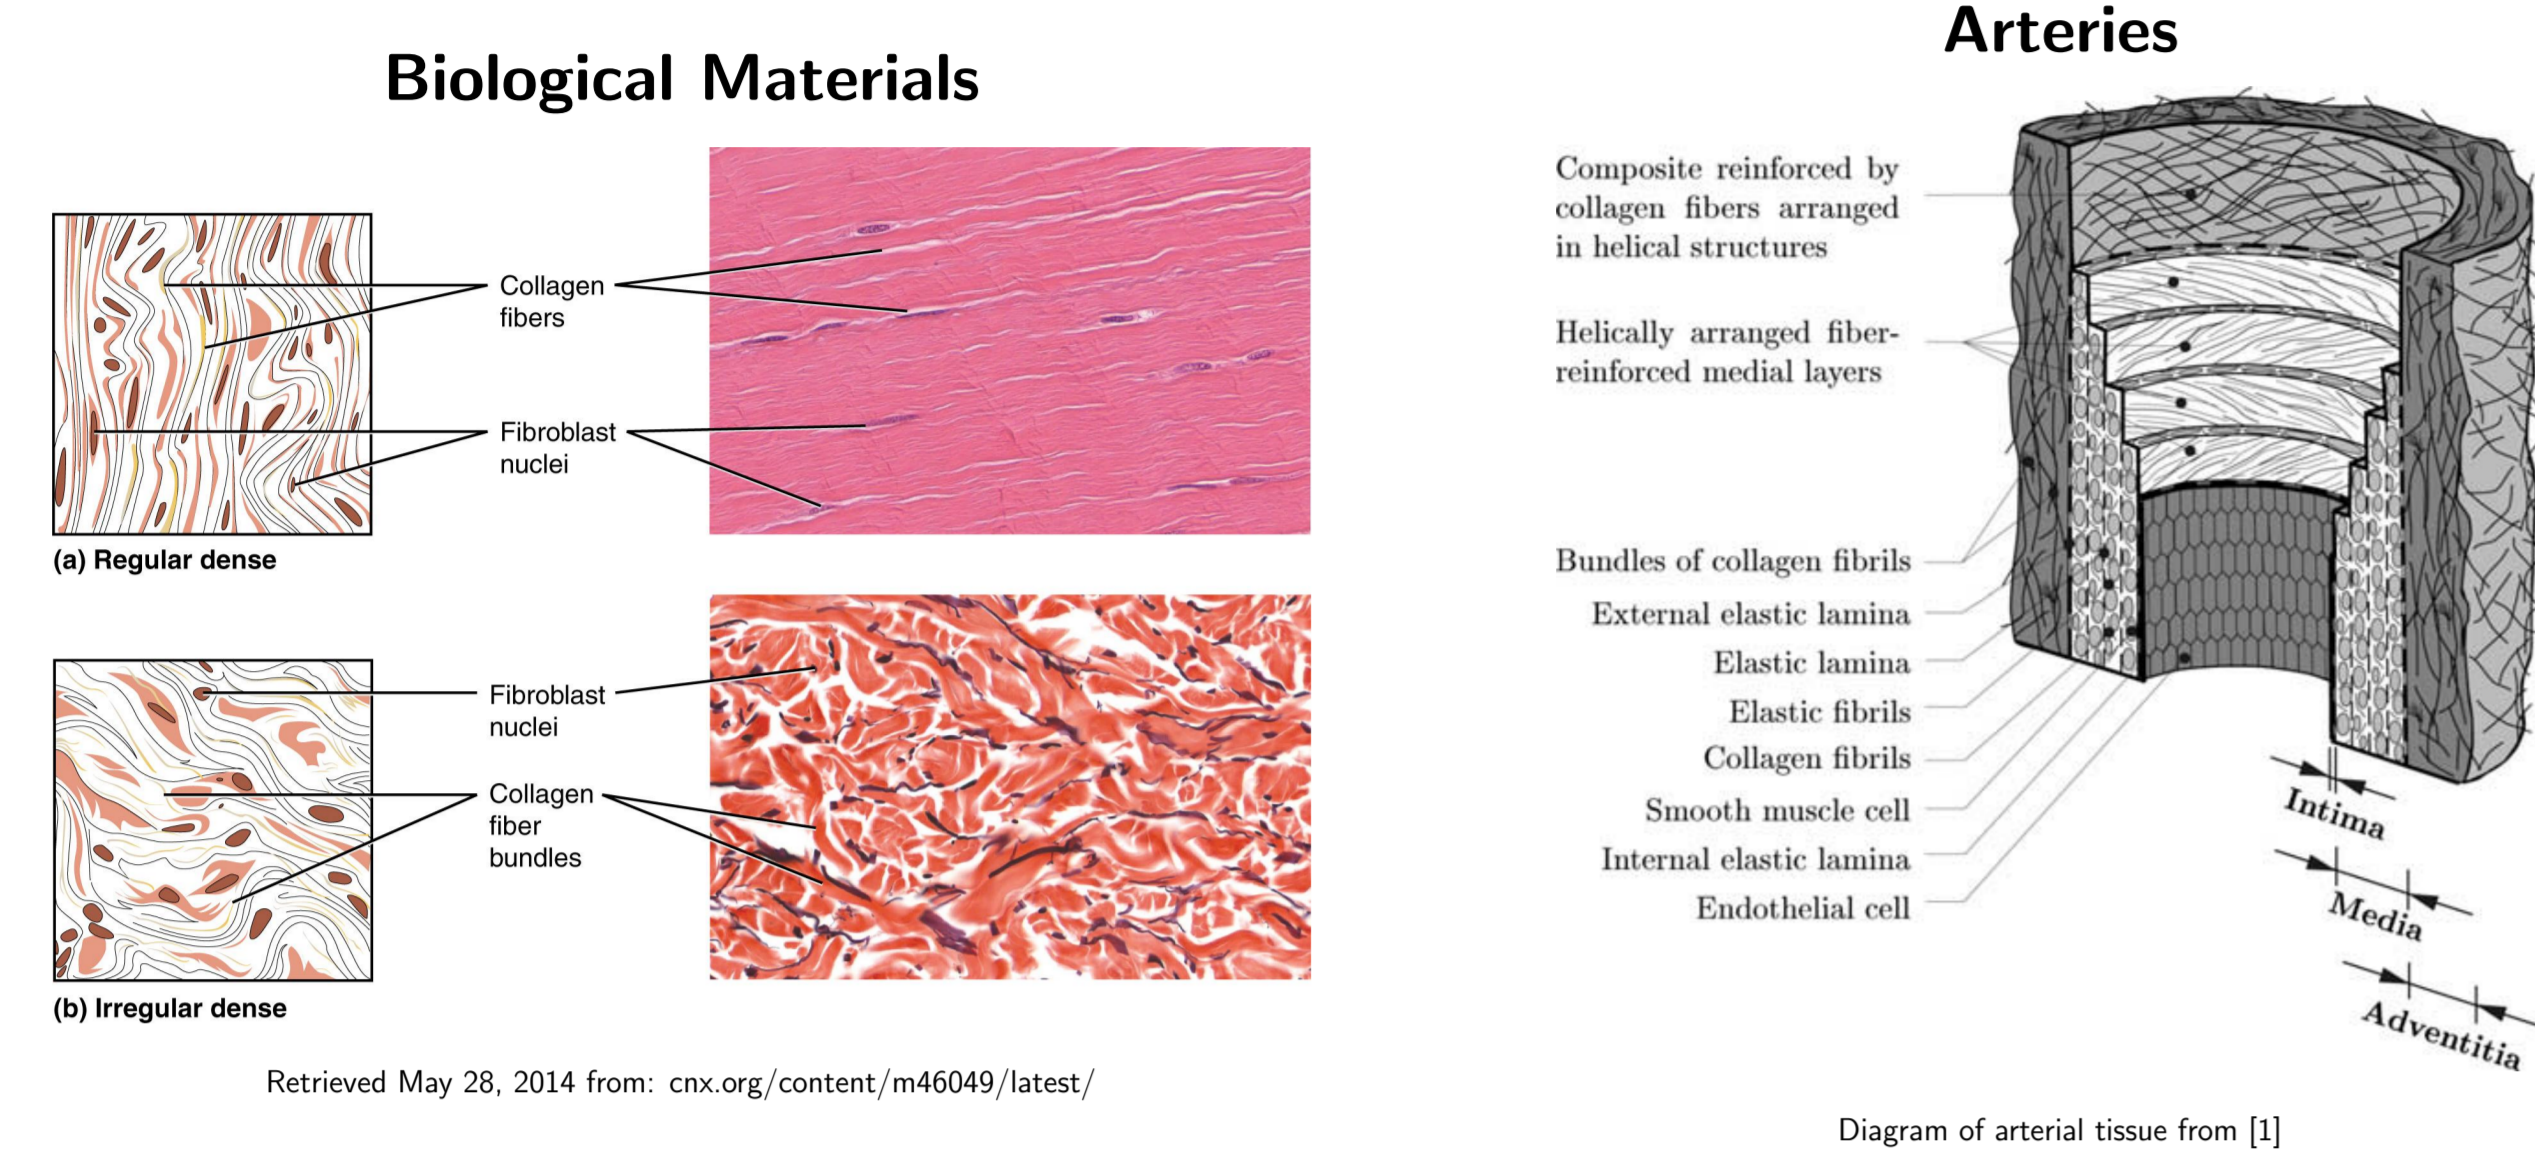 Biological Materials
Collagen
fibers
Fibroblast
nuclei
(a) Regular dense
Fibroblast
nuclei
Collagen
fiber
bundles
(b) Irregular dense
Retrieved May 28, 2014 from: cnx.org/content/m46049/latest/
Arteries
Composite reinforced by
collagen fibers arranged
in helical structures
Helically arranged fiber-
reinforced medial layers
Bundles of collagen fibrils
External elastic lamina
Elastic lamina
Elastic fibrils
Collagen fibrils
Smooth muscle cell
Internal elastic lamina
Endothelial cell
Intima
Media
Adventitia
Diagram of arterial tissue from [1]